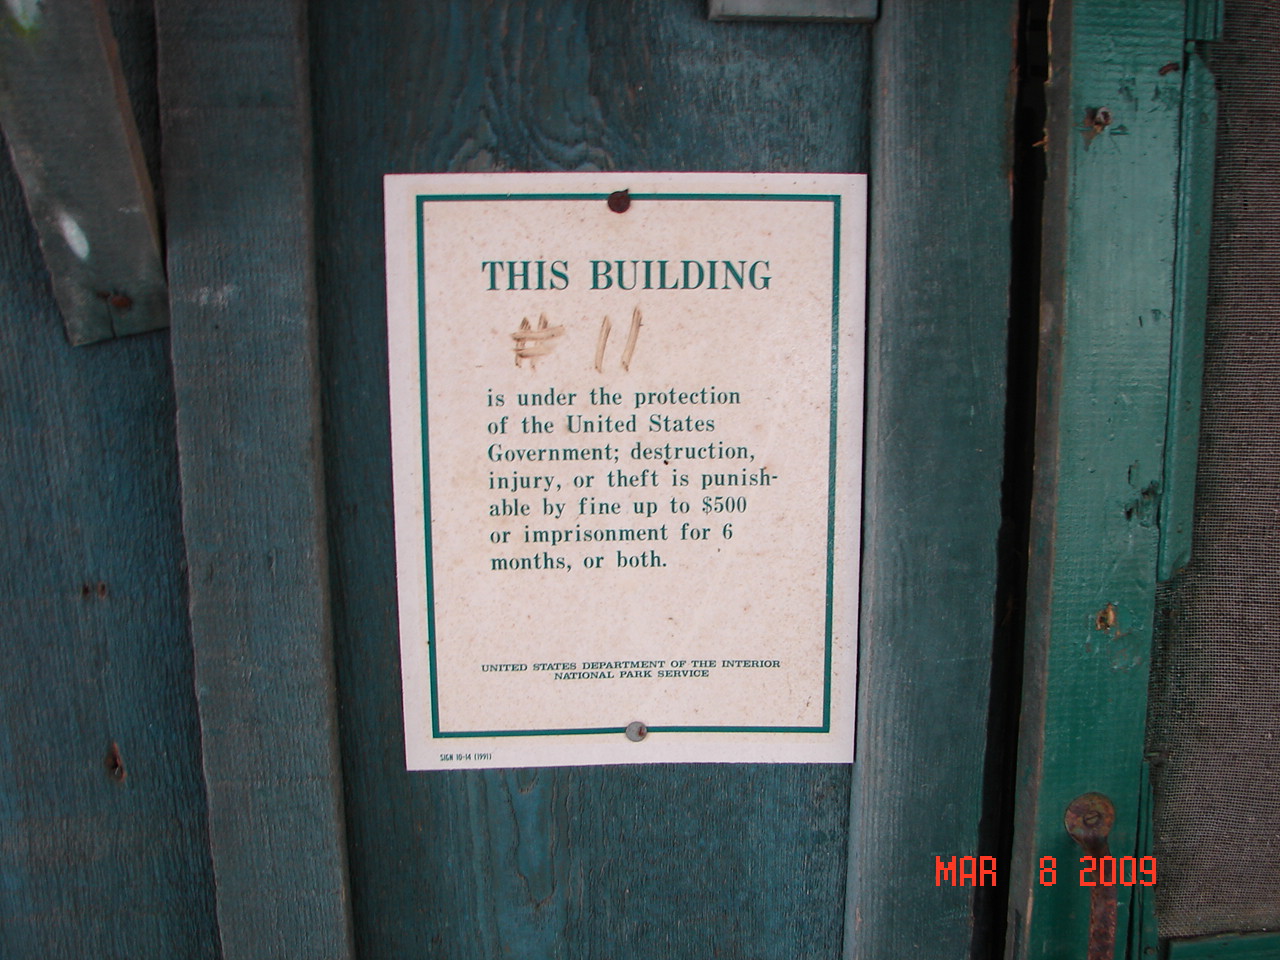 THIS BUILDING
# 11
is under the protection
of the United States
Government; destruction,
injury, or theft is punish-
able by fine up to $500
or imprisonment for 6
months, or both.
UNITED STATES DEPARTMENT OF THE INTERIOR
NATIONAL PARK SERVICE
SIGN 10-14 (1991)
MAR 8 2009